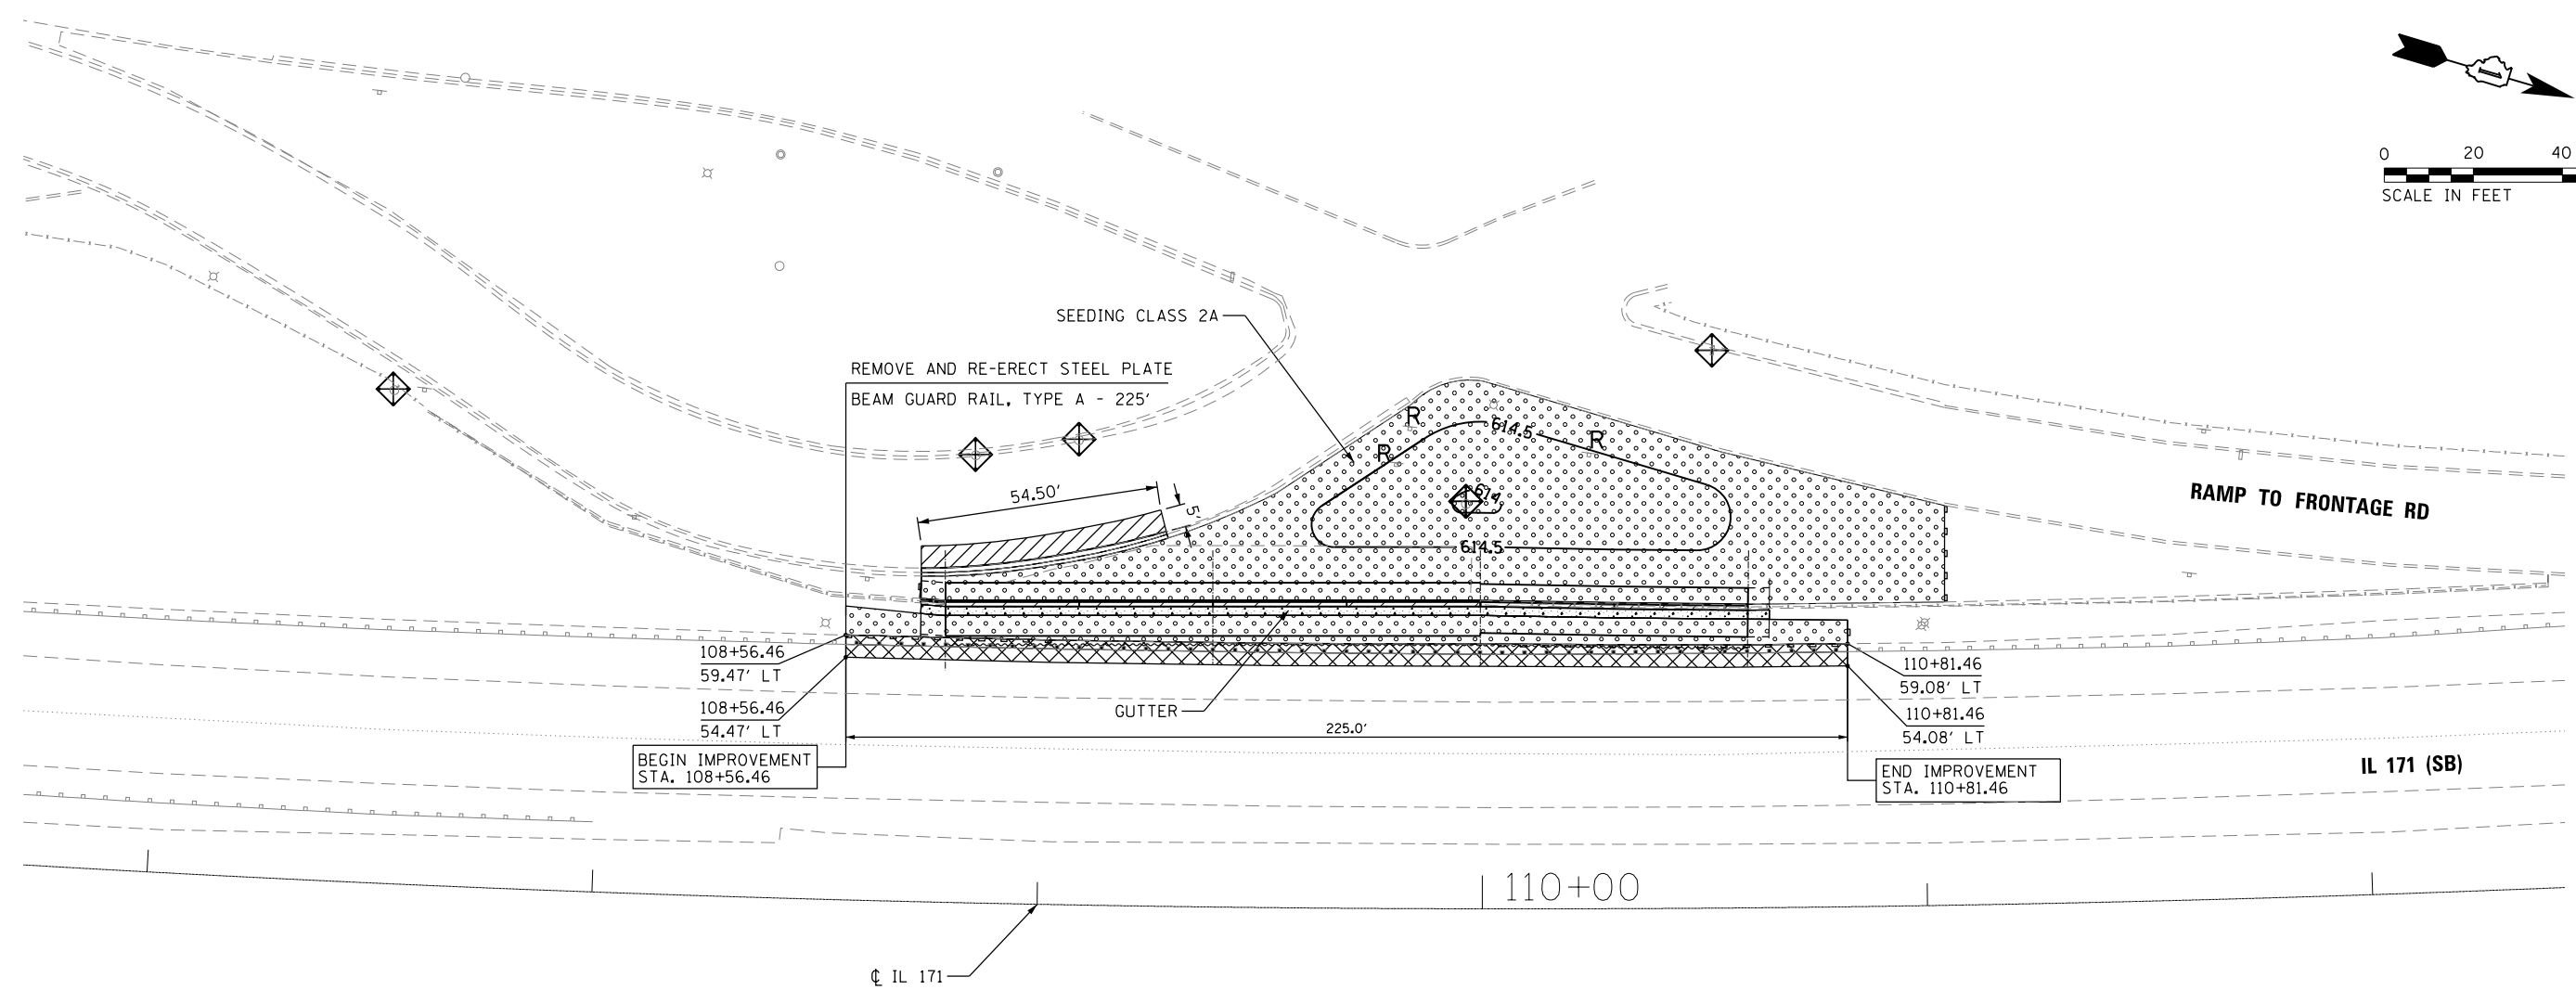 0 20 40
SCALE IN FEET
SEEDING CLASS 2A
REMOVE AND RE-ERECT STEEL PLATE
BEAM GUARD RAIL, TYPE A - 225'
R
R
R
614.5
54.50'
5'
614
614.5
RAMP TO FRONTAGE RD
108+56.46
59.47' LT
108+56.46
54.47' LT
GUTTER
225.0'
110+81.46
59.08' LT
110+81.46
54.08' LT
BEGIN IMPROVEMENT
STA. 108+56.46
END IMPROVEMENT
STA. 110+81.46
IL 171 (SB)
110+00
℄ IL 171